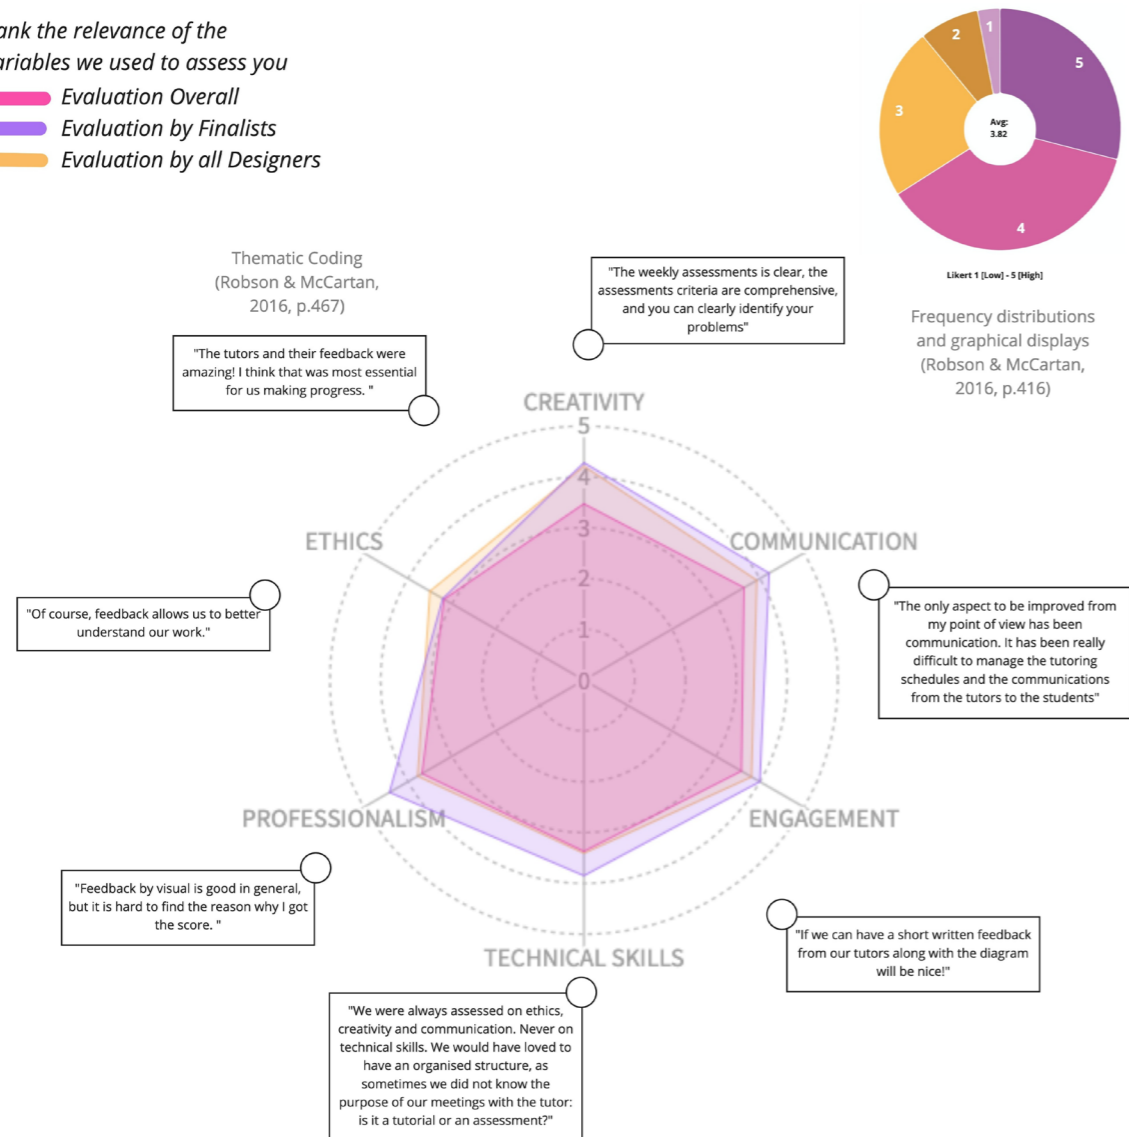 ank the relevance of the
ariables we used to assess you
Evaluation Overall
Evaluation by Finalists
Evaluation by all Designers
1
2
3
4
5
Avg:
3.82
Likert 1 [Low] - 5 [High]
Frequency distributions
and graphical displays
(Robson & McCartan,
2016, p.416)
Thematic Coding
(Robson & McCartan,
2016, p.467)
"The weekly assessments is clear, the
assessments criteria are comprehensive,
and you can clearly identify your
problems"
"The tutors and their feedback were
amazing! I think that was most essential
for us making progress. "
CREATIVITY
5
4
3
2
1
0
ETHICS
COMMUNICATION
"Of course, feedback allows us to better
understand our work."
"The only aspect to be improved from
my point of view has been
communication. It has been really
difficult to manage the tutoring
schedules and the communications
from the tutors to the students"
PROFESSIONALISM
ENGAGEMENT
"Feedback by visual is good in general,
but it is hard to find the reason why I got
the score. "
"If we can have a short written feedback
from our tutors along with the diagram
will be nice!"
TECHNICAL SKILLS
"We were always assessed on ethics,
creativity and communication. Never on
technical skills. We would have loved to
have an organised structure, as
sometimes we did not know the
purpose of our meetings with the tutor:
is it a tutorial or an assessment?"